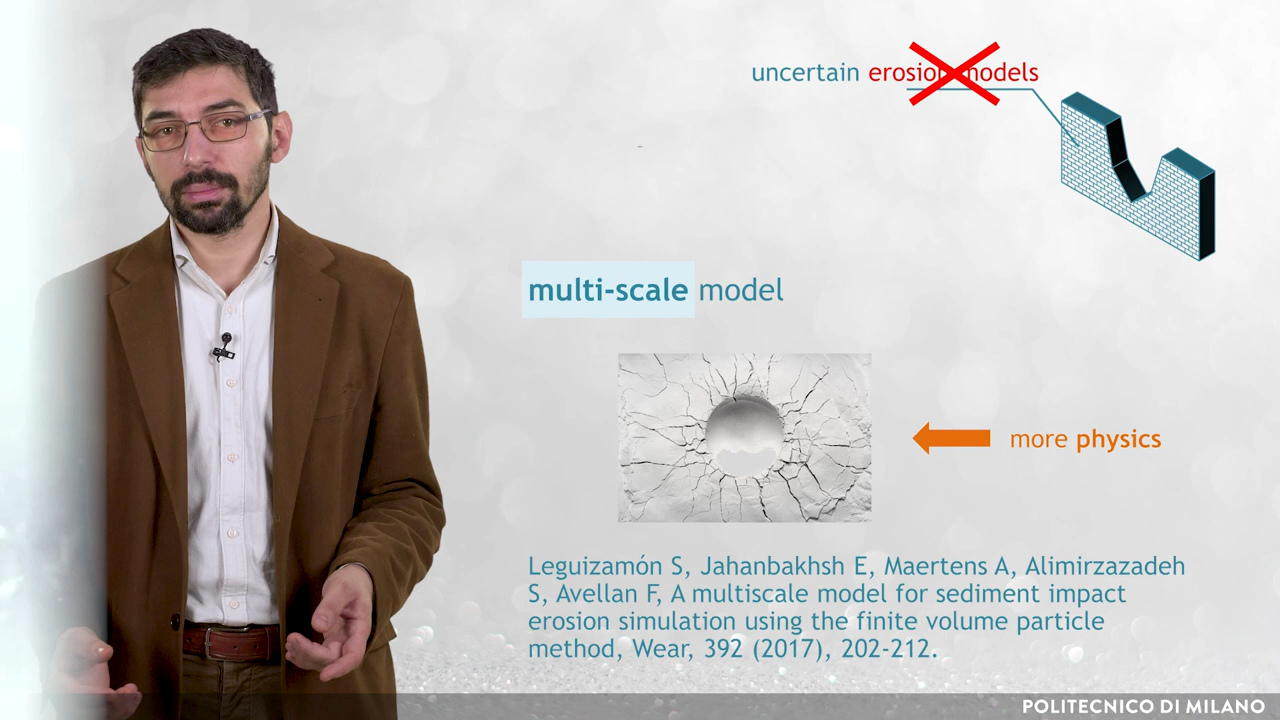 uncertain erosion models
multi-scale model
more physics
Leguizamón S, Jahanbakhsh E, Maertens A, Alimirzazadeh
S, Avellan F, A multiscale model for sediment impact
erosion simulation using the finite volume particle
method, Wear, 392 (2017), 202-212.
POLITECNICO DI MILANO